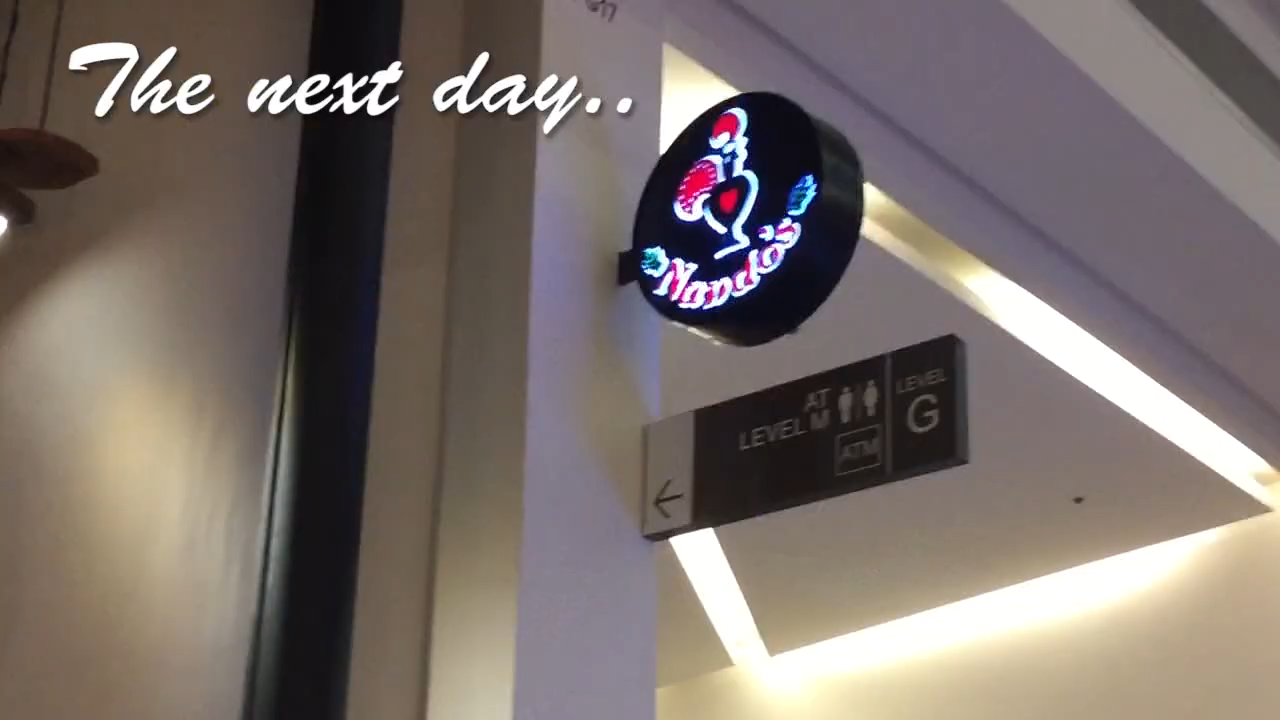 The next day..
Nando's
AT
LEVEL M
ATM
LEVEL
G